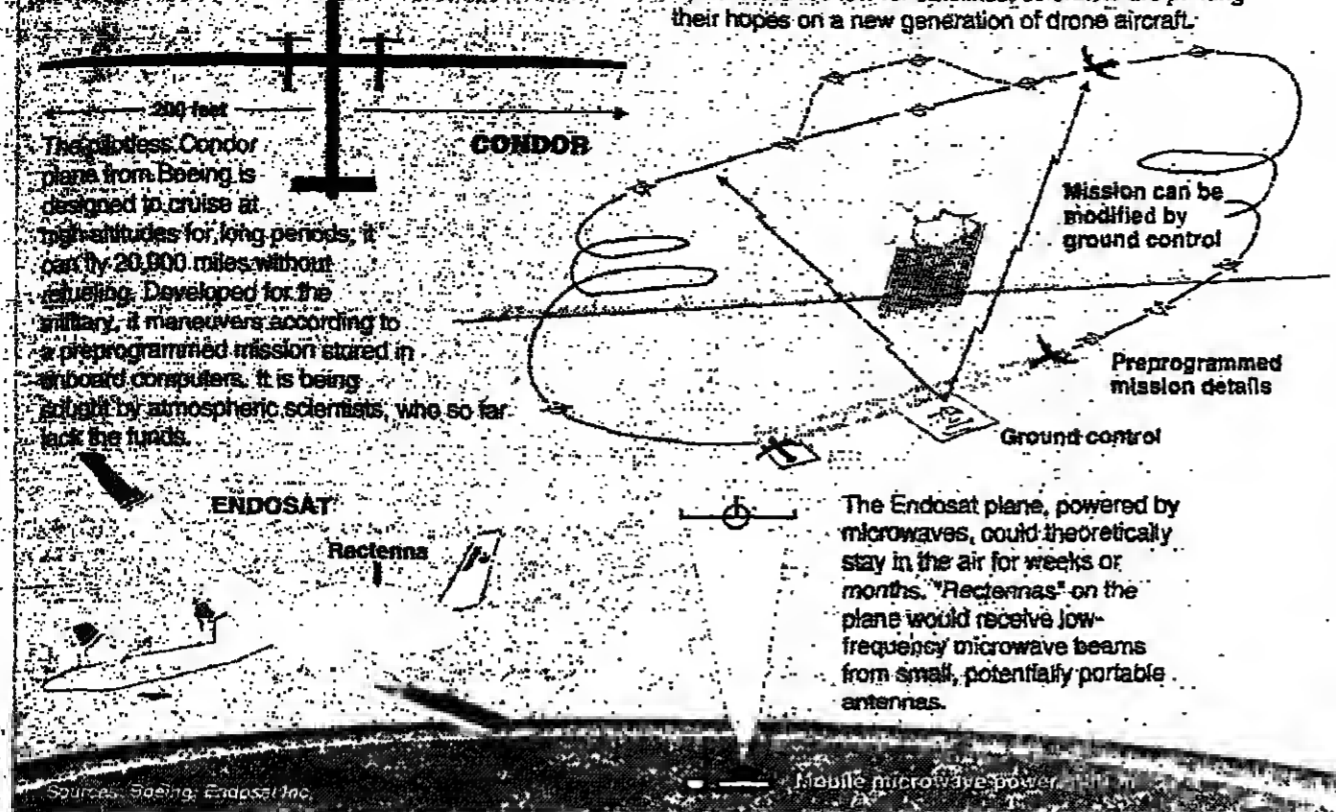 their hopes on a new generation of drone aircraft.
200 feet
CONDOR
The pilotless Condor
plane from Boeing is
designed to cruise at
high altitudes for long periods; it
can fly 20,000 miles without
refueling. Developed for the
military, it maneuvers according to
a preprogrammed mission stored in
onboard computers. It is being
sought by atmospheric scientists, who so far
lack the funds.
Mission can be
modified by
ground control
Preprogrammed
mission details
Ground control
ENDOSAT
Rectenna
The Endosat plane, powered by
microwaves, could theoretically
stay in the air for weeks or
months. "Rectennas" on the
plane would receive low-
frequency microwave beams
from small, potentially portable
antennas.
Mobile microwave power
Sources: Boeing; Endosat Inc.